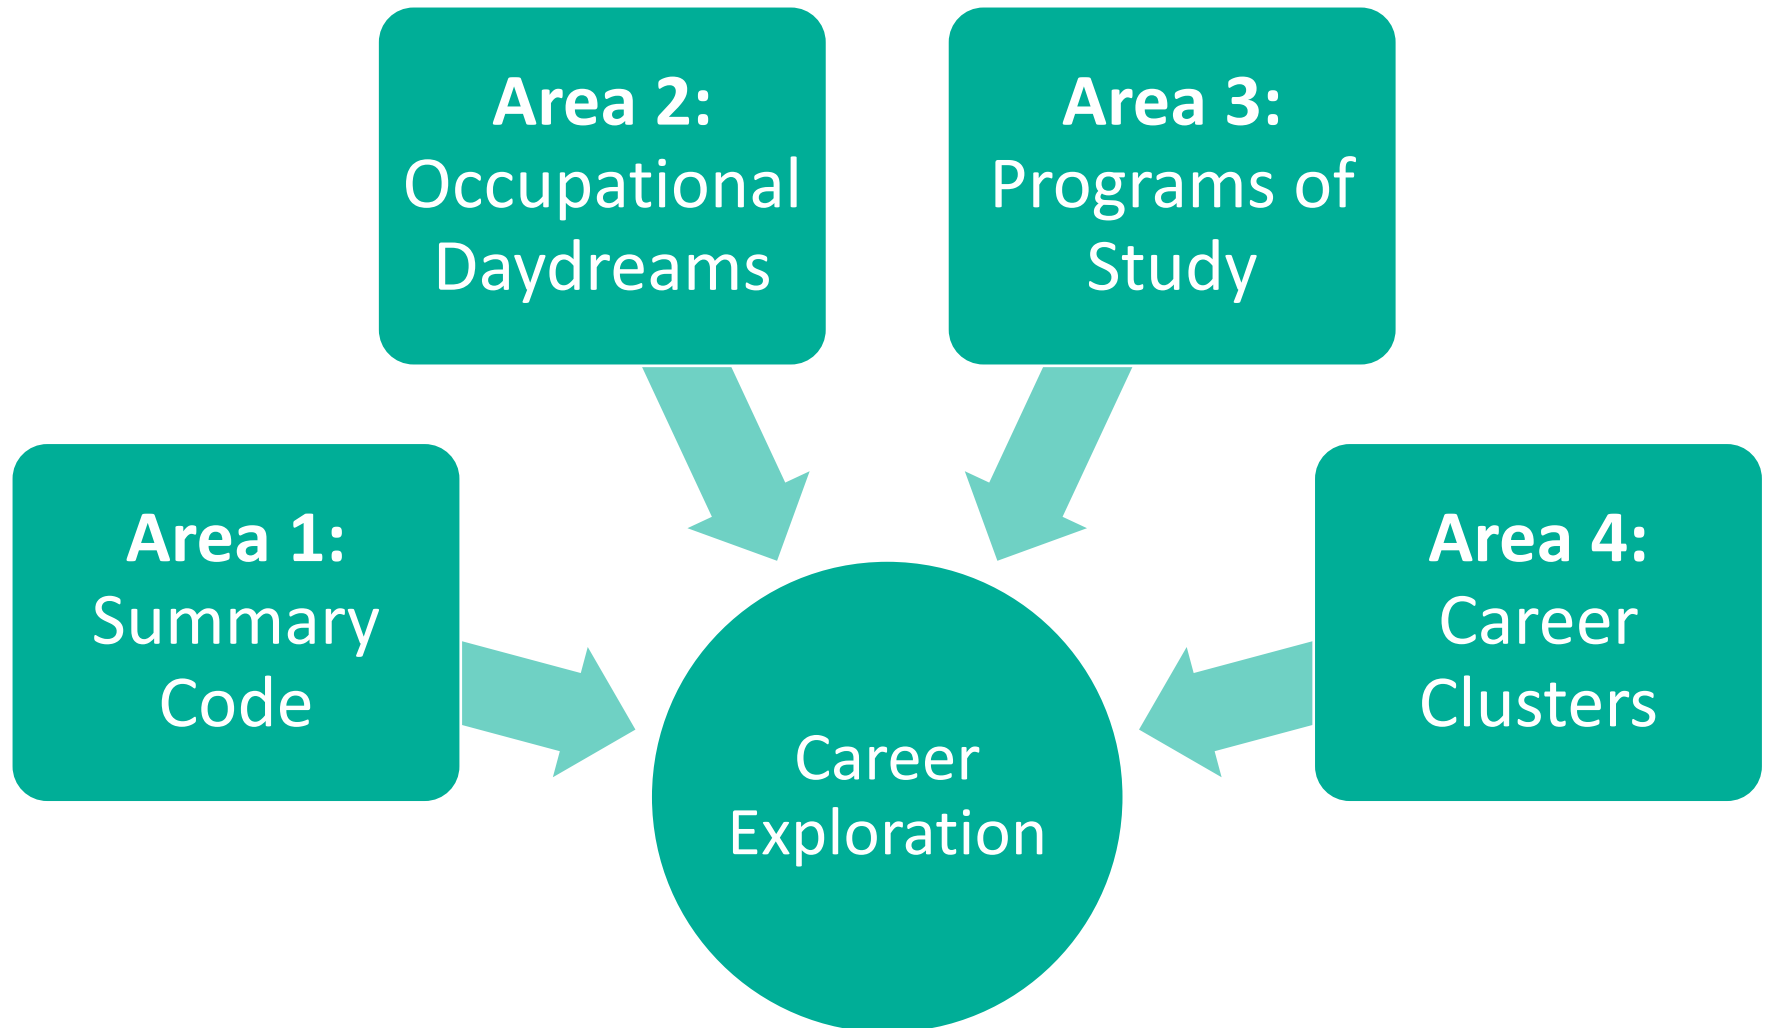 Area 1:
Summary
Code
Area 2:
Occupational
Daydreams
Area 3:
Programs of
Study
Area 4:
Career
Clusters
Career
Exploration